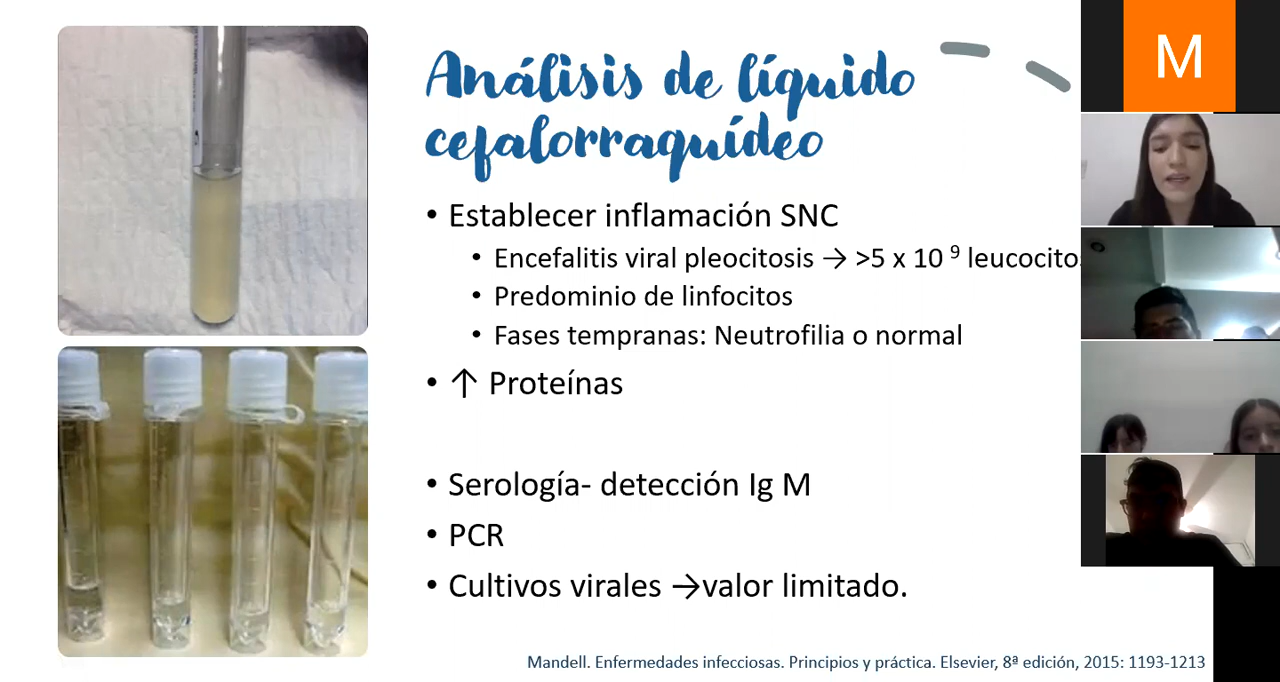 Análisis de líquido
cefalorraquídeo
• Establecer inflamación SNC
• Encefalitis viral pleocitosis → >5 x 10 ⁹ leucocitos
• Predominio de linfocitos
• Fases tempranas: Neutrofilia o normal
• ↑ Proteínas
• Serología- detección Ig M
• PCR
• Cultivos virales →valor limitado.
Mandell. Enfermedades infecciosas. Principios y práctica. Elsevier, 8ª edición, 2015: 1193-1213
M